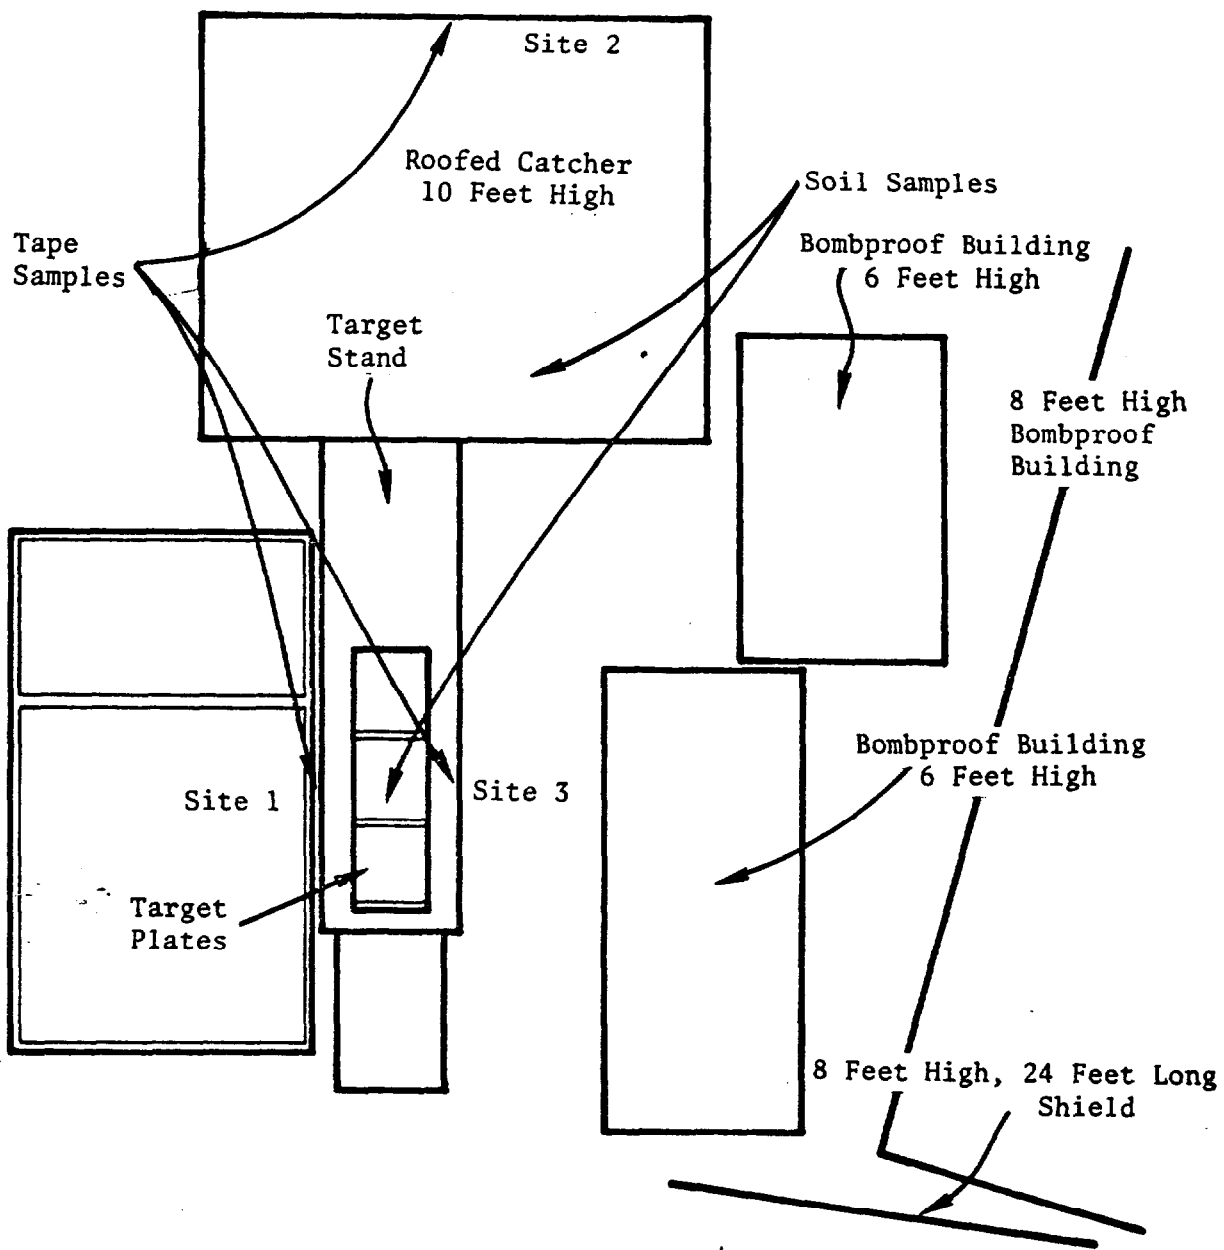 Site 2
Roofed Catcher
10 Feet High
Soil Samples
Tape
Samples
Bombproof Building
6 Feet High
Target
Stand
8 Feet High
Bombproof
Building
Bombproof Building
6 Feet High
Site 1
Site 3
Target
Plates
8 Feet High, 24 Feet Long
Shield